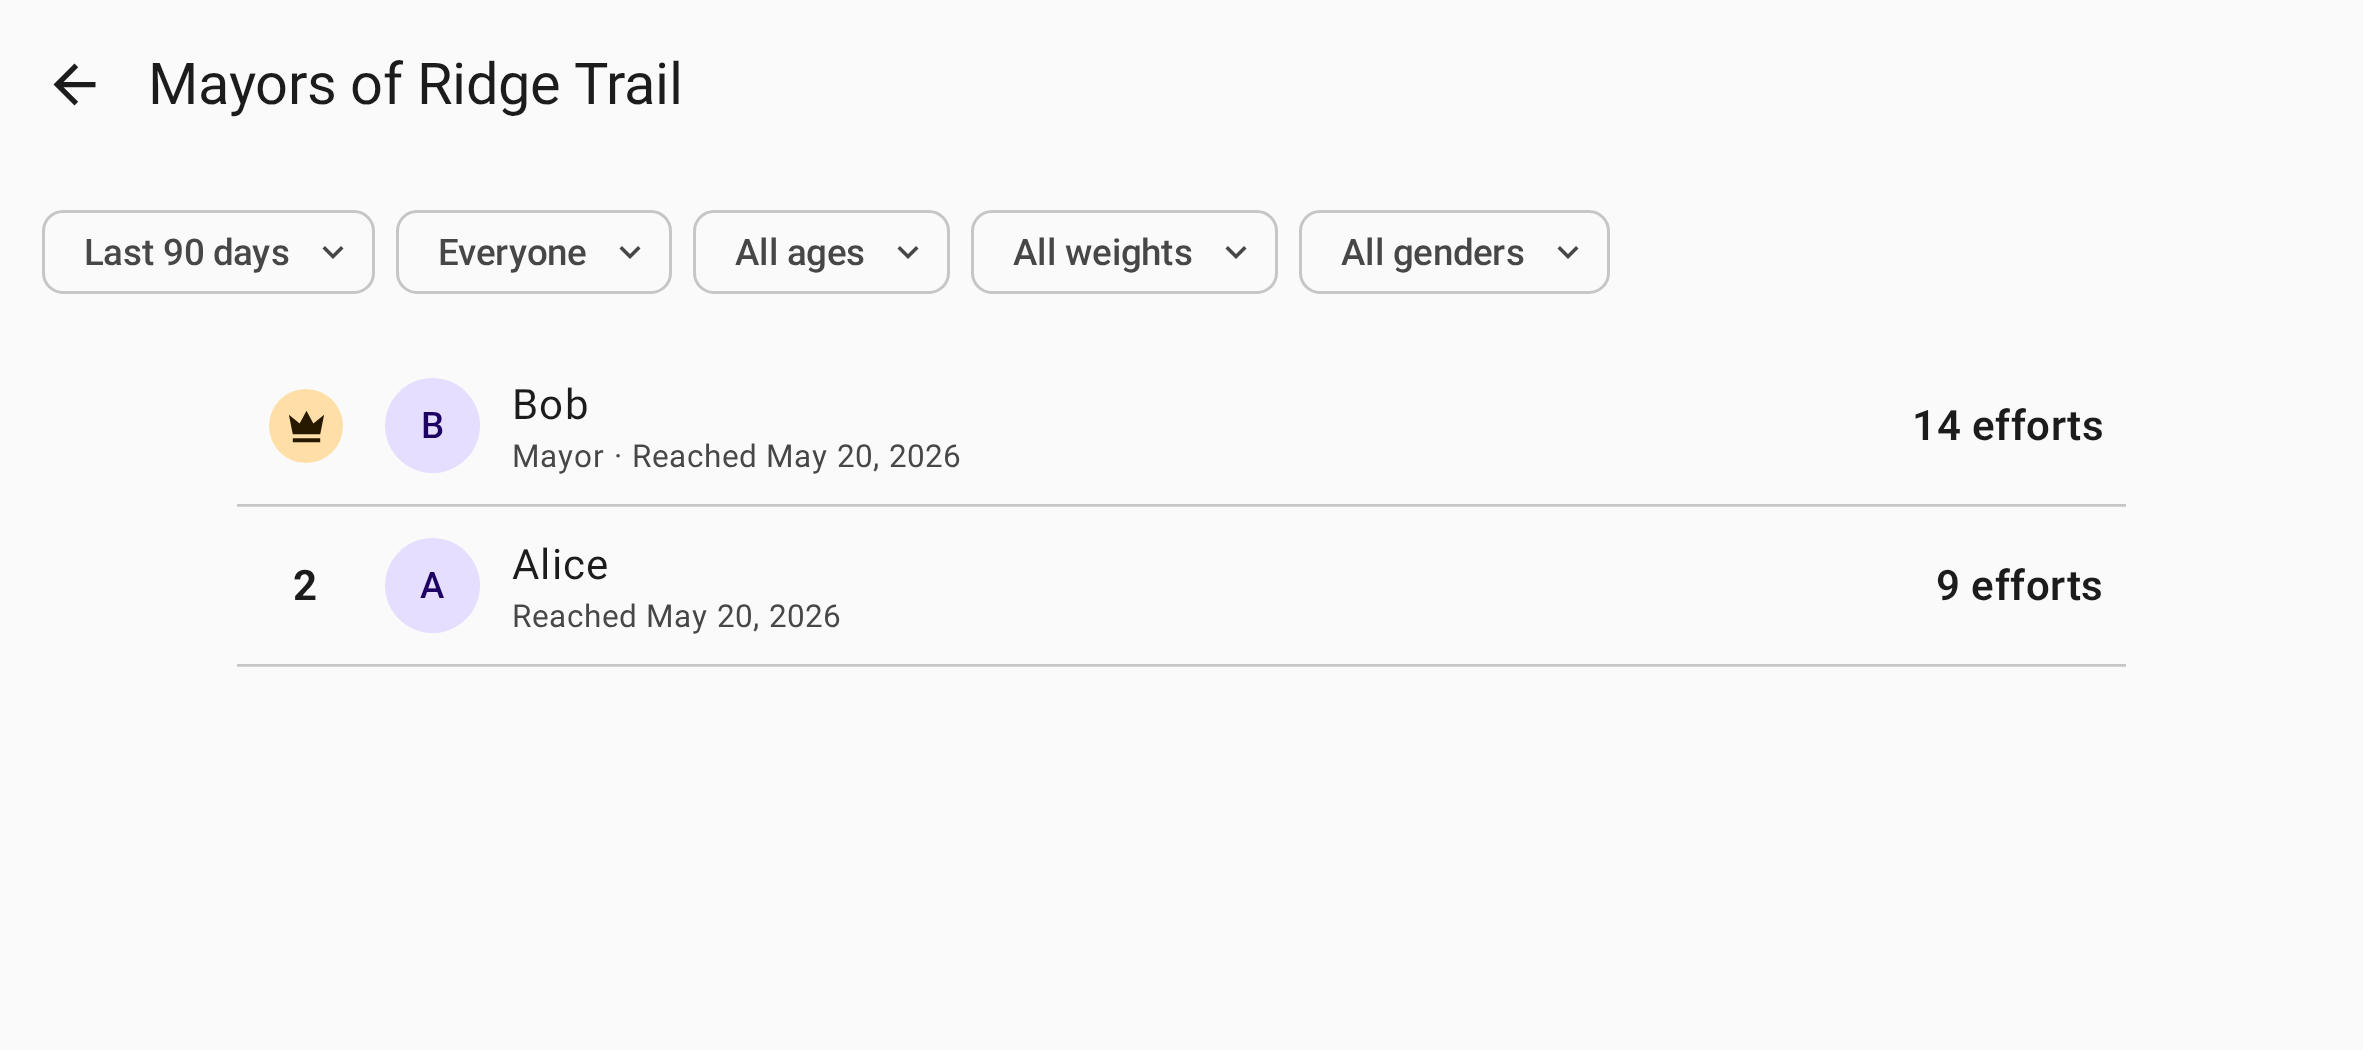 Mayors of Ridge Trail
Last 90 days
Everyone
All ages
All weights
All genders
B
Bob
Mayor · Reached May 20, 2026
14 efforts
2
A
Alice
Reached May 20, 2026
9 efforts